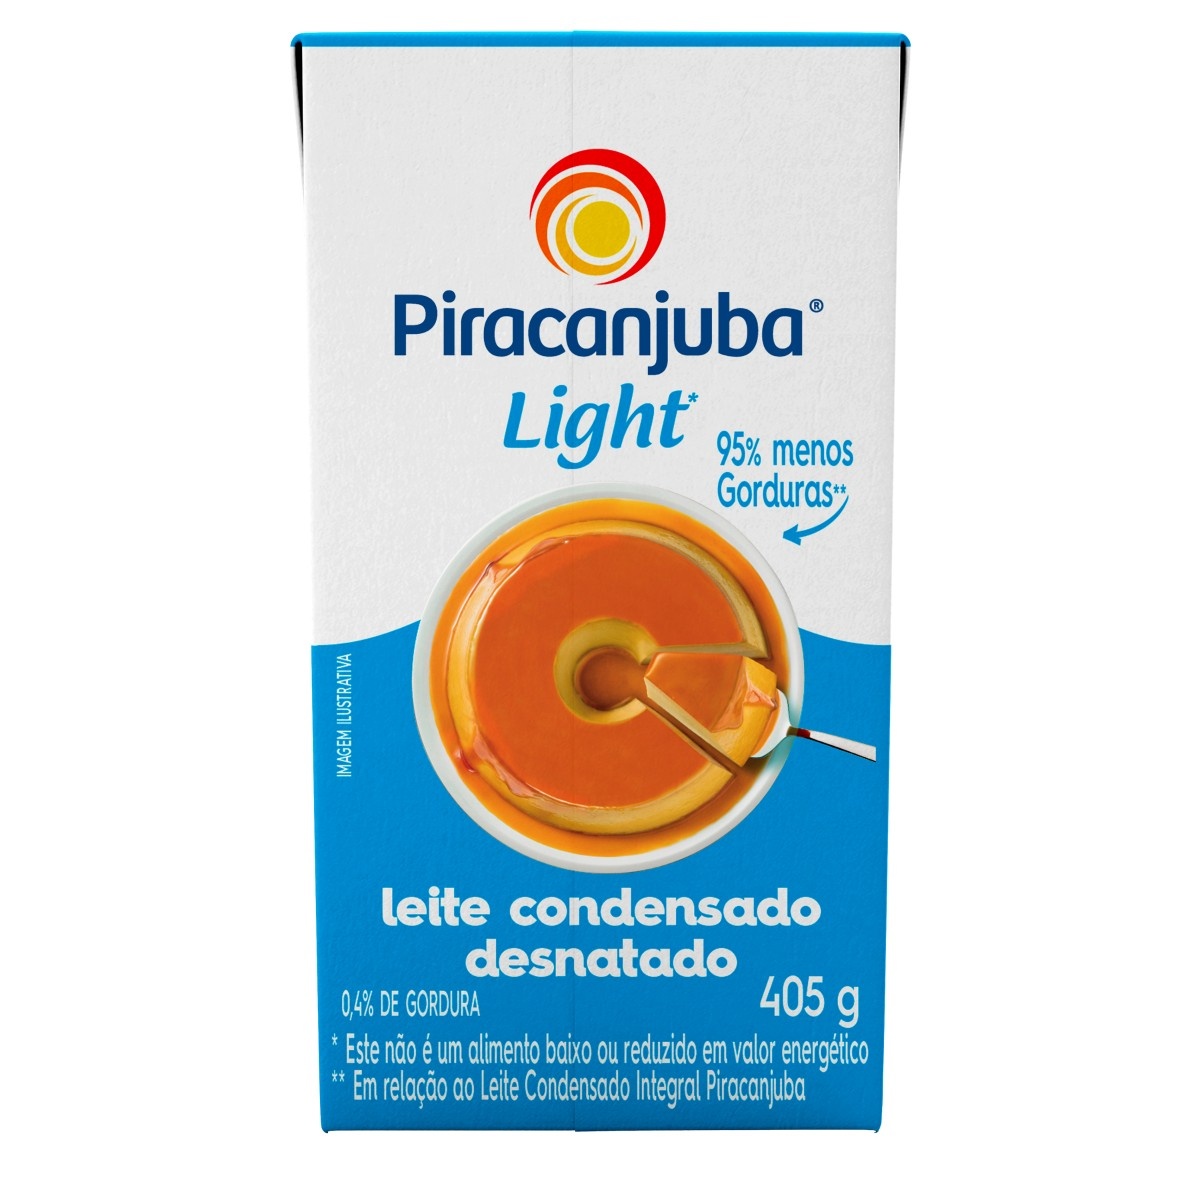 Piracanjuba®
Light*
95% menos
Gorduras**
IMAGEM ILUSTRATIVA
leite condensado
desnatado
0,4% DE GORDURA
405 g
* Este não é um alimento baixo ou reduzido em valor energético
** Em relação ao Leite Condensado Integral Piracanjuba